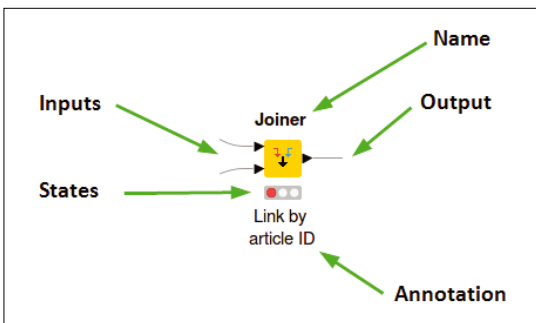 Name
Inputs
Output
Joiner
States
Link by
article ID
Annotation